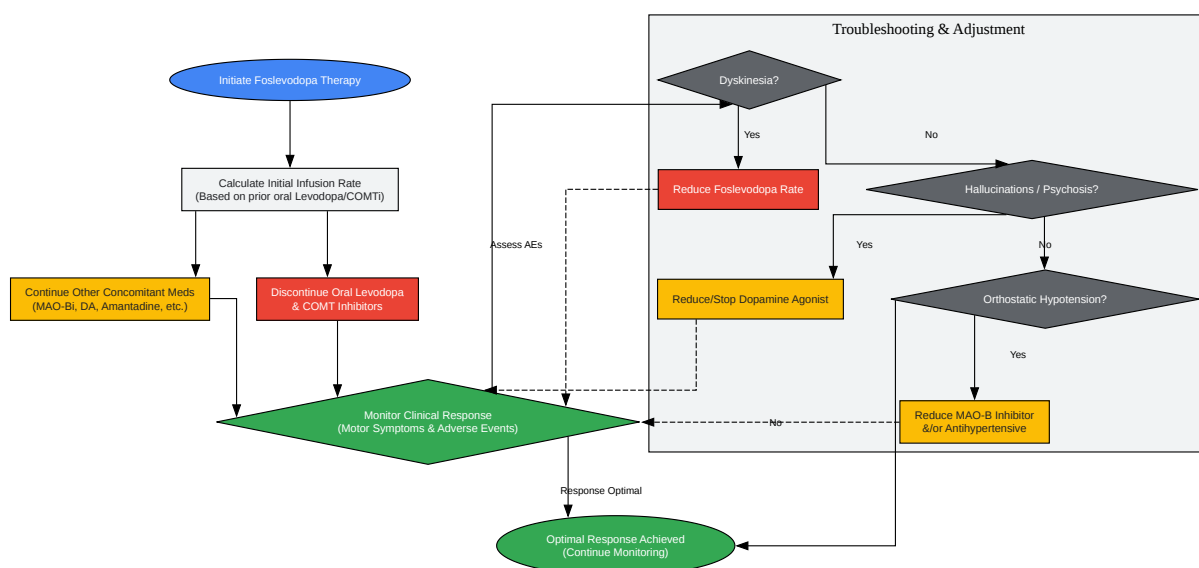 Troubleshooting & Adjustment
Initiate Foslevodopa Therapy
Dyskinesia?
Yes
No
Calculate Initial Infusion Rate
(Based on prior oral Levodopa/COMTi)
Reduce Foslevodopa Rate
Hallucinations / Psychosis?
Assess AEs
Yes
No
Continue Other Concomitant Meds
(MAO-Bi, DA, Amantadine, etc.)
Discontinue Oral Levodopa
& COMT Inhibitors
Reduce/Stop Dopamine Agonist
Orthostatic Hypotension?
Yes
Monitor Clinical Response
(Motor Symptoms & Adverse Events)
No
Reduce MAO-B Inhibitor
&/or Antihypertensive
Response Optimal
Optimal Response Achieved
(Continue Monitoring)